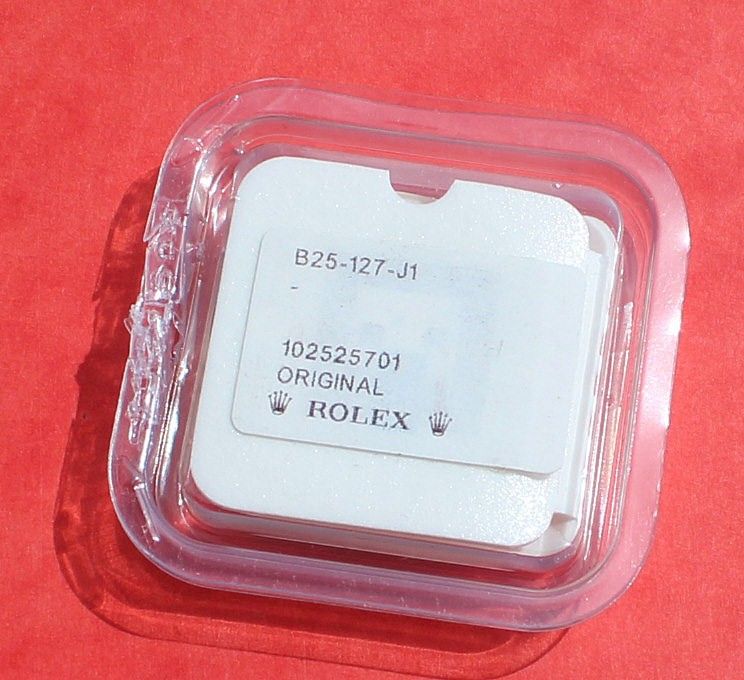 B25-127-J1
-
102525701
ORIGINAL
ROLEX